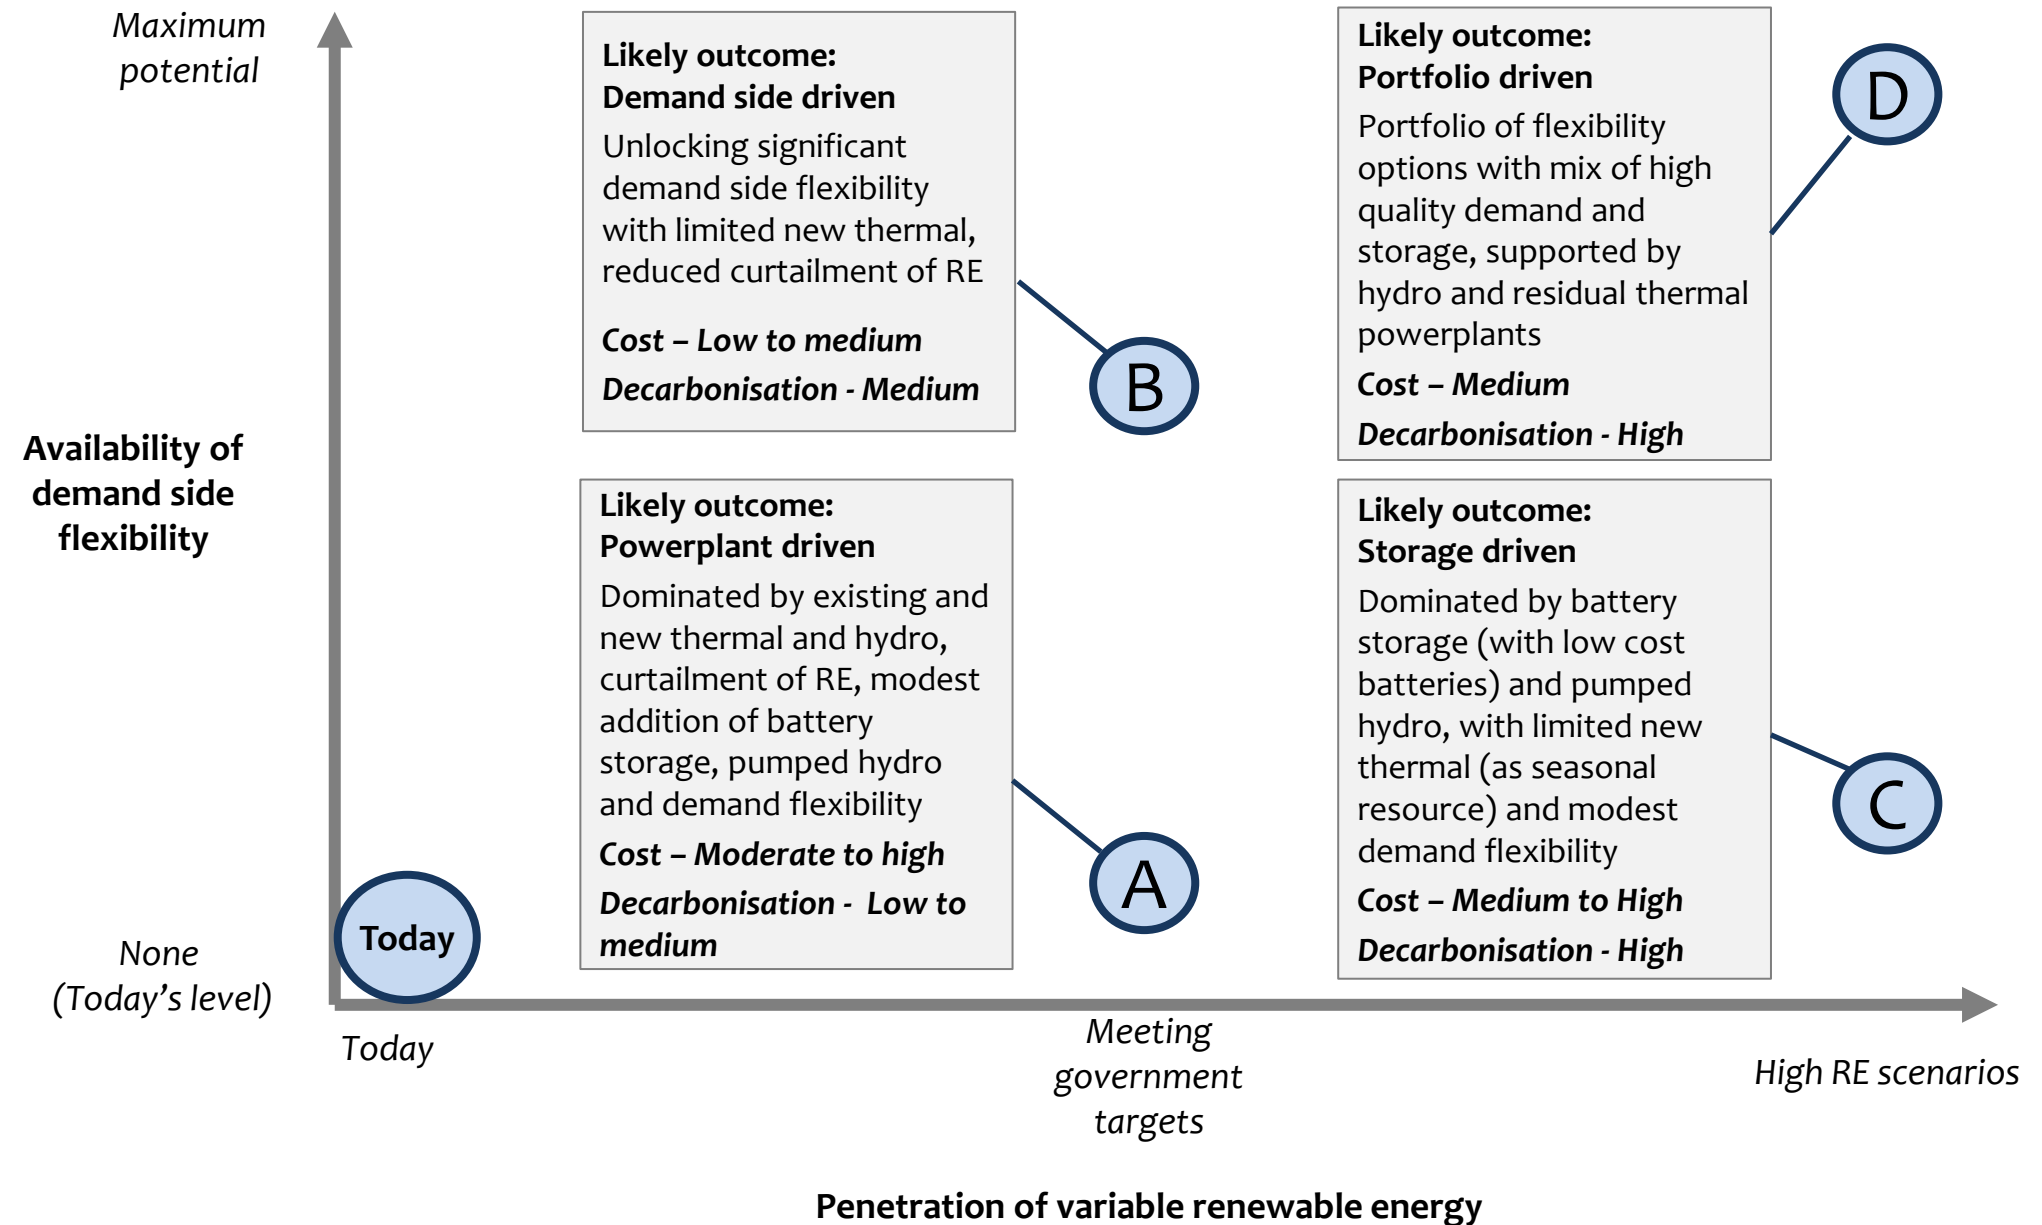 Maximum
potential
Availability of
demand side
flexibility
None
(Today's level)
Likely outcome:
Demand side driven
Unlocking significant
demand side flexibility
with limited new thermal,
reduced curtailment of RE
Cost – Low to medium
Decarbonisation - Medium
B
Likely outcome:
Portfolio driven
Portfolio of flexibility
options with mix of high
quality demand and
storage, supported by
hydro and residual thermal
powerplants
Cost – Medium
Decarbonisation - High
D
Likely outcome:
Powerplant driven
Dominated by existing and
new thermal and hydro,
curtailment of RE, modest
addition of battery
storage, pumped hydro
and demand flexibility
Cost – Moderate to high
Decarbonisation - Low to
medium
A
Likely outcome:
Storage driven
Dominated by battery
storage (with low cost
batteries) and pumped
hydro, with limited new
thermal (as seasonal
resource) and modest
demand flexibility
Cost – Medium to High
Decarbonisation - High
C
Today
Today
Meeting
government
targets
High RE scenarios
Penetration of variable renewable energy